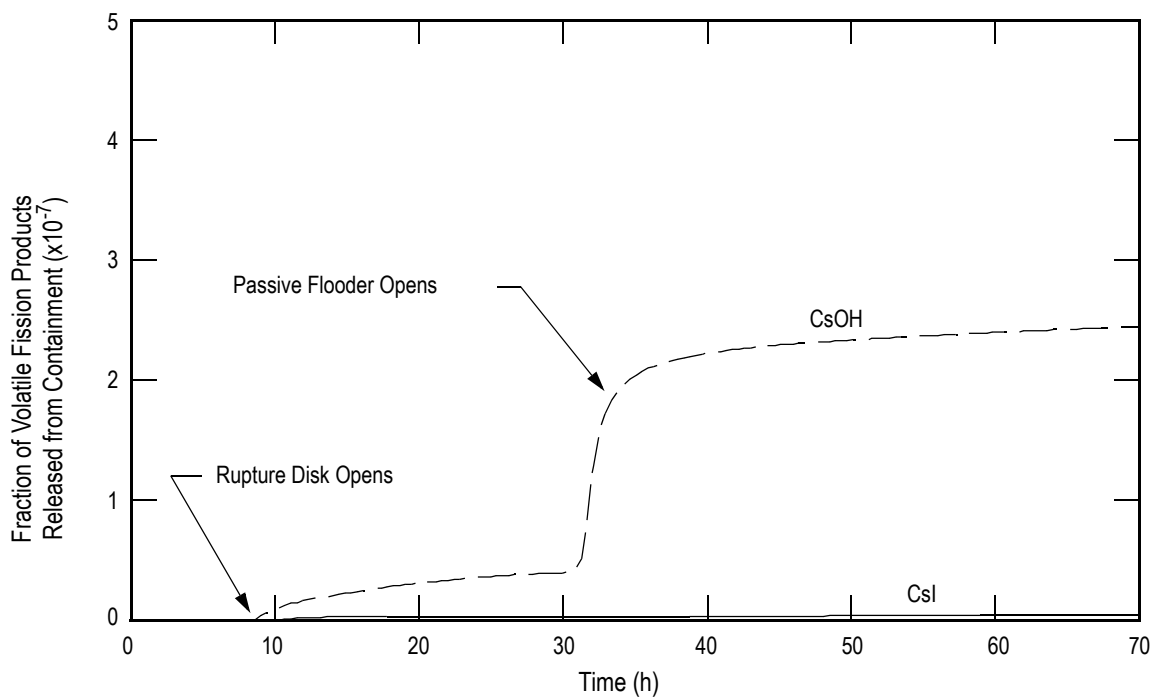 5
4
3
2
1
0
Fraction of Volatile Fission Products
Released from Containment (x10-7)
Passive Flooder Opens
CsOH
Rupture Disk Opens
CsI
0 10 20 30 40 50 60 70
Time (h)